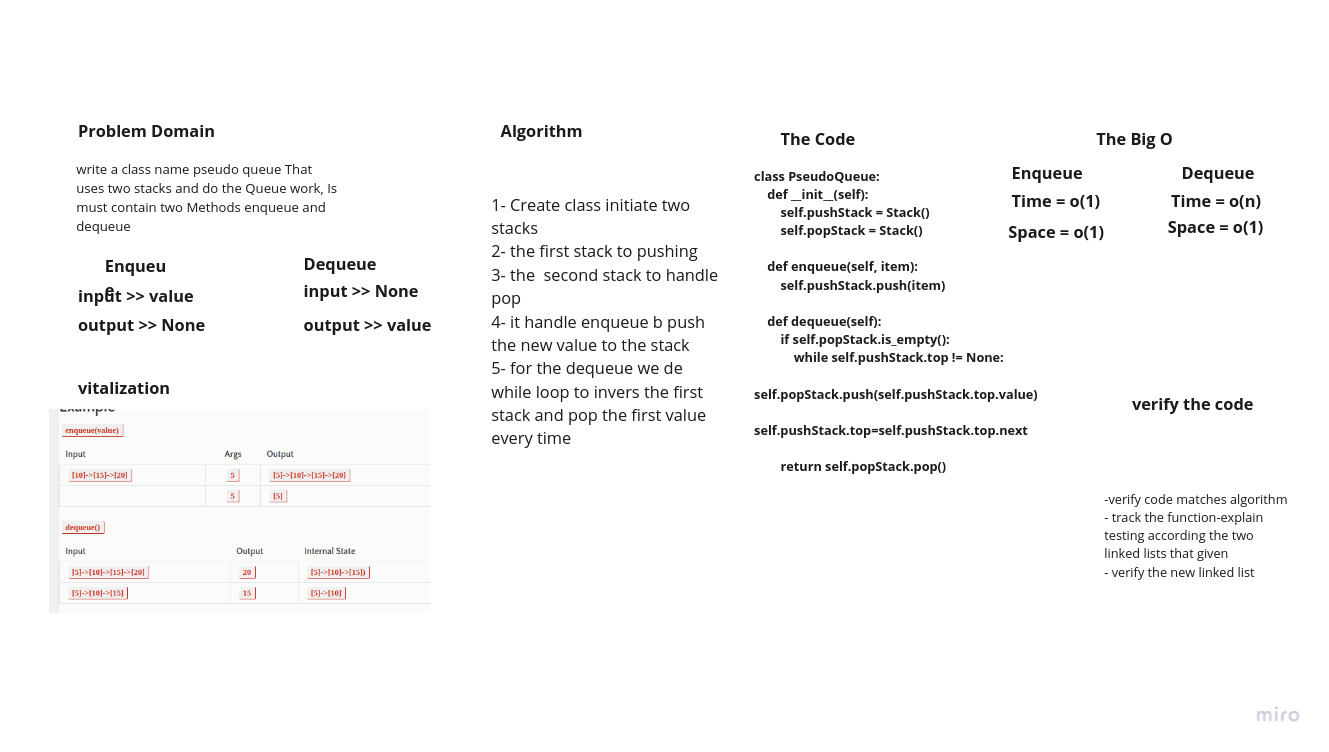 Problem Domain
write a class name pseudo queue That
uses two stacks and do the Queue work, Is
must contain two Methods enqueue and
dequeue
Enqueu
e
input >> value
output >> None
Dequeue
input >> None
output >> value
vitalization
Example
enqueue(value)
Input Args Output
[10]->[15]->[20] 5 [5]->[10]->[15]->[20]
5 [5]
dequeue()
Input Output Internal State
[5]->[10]->[15]->[20] 20 [5]->[10]->[15])
[5]->[10]->[15] 15 [5]->[10]
Algorithm
1- Create class initiate two
stacks
2- the first stack to pushing
3- the  second stack to handle
pop
4- it handle enqueue b push
the new value to the stack
5- for the dequeue we de
while loop to invers the first
stack and pop the first value
every time
The Code
class PseudoQueue:
def __init__(self):
self.pushStack = Stack()
self.popStack = Stack()
def enqueue(self, item):
self.pushStack.push(item)
def dequeue(self):
if self.popStack.is_empty():
while self.pushStack.top != None:
self.popStack.push(self.pushStack.top.value)
self.pushStack.top=self.pushStack.top.next
return self.popStack.pop()
The Big O
Enqueue
Time = o(1)
Space = o(1)
Dequeue
Time = o(n)
Space = o(1)
verify the code
-verify code matches algorithm
- track the function-explain
testing according the two
linked lists that given
- verify the new linked list
miro